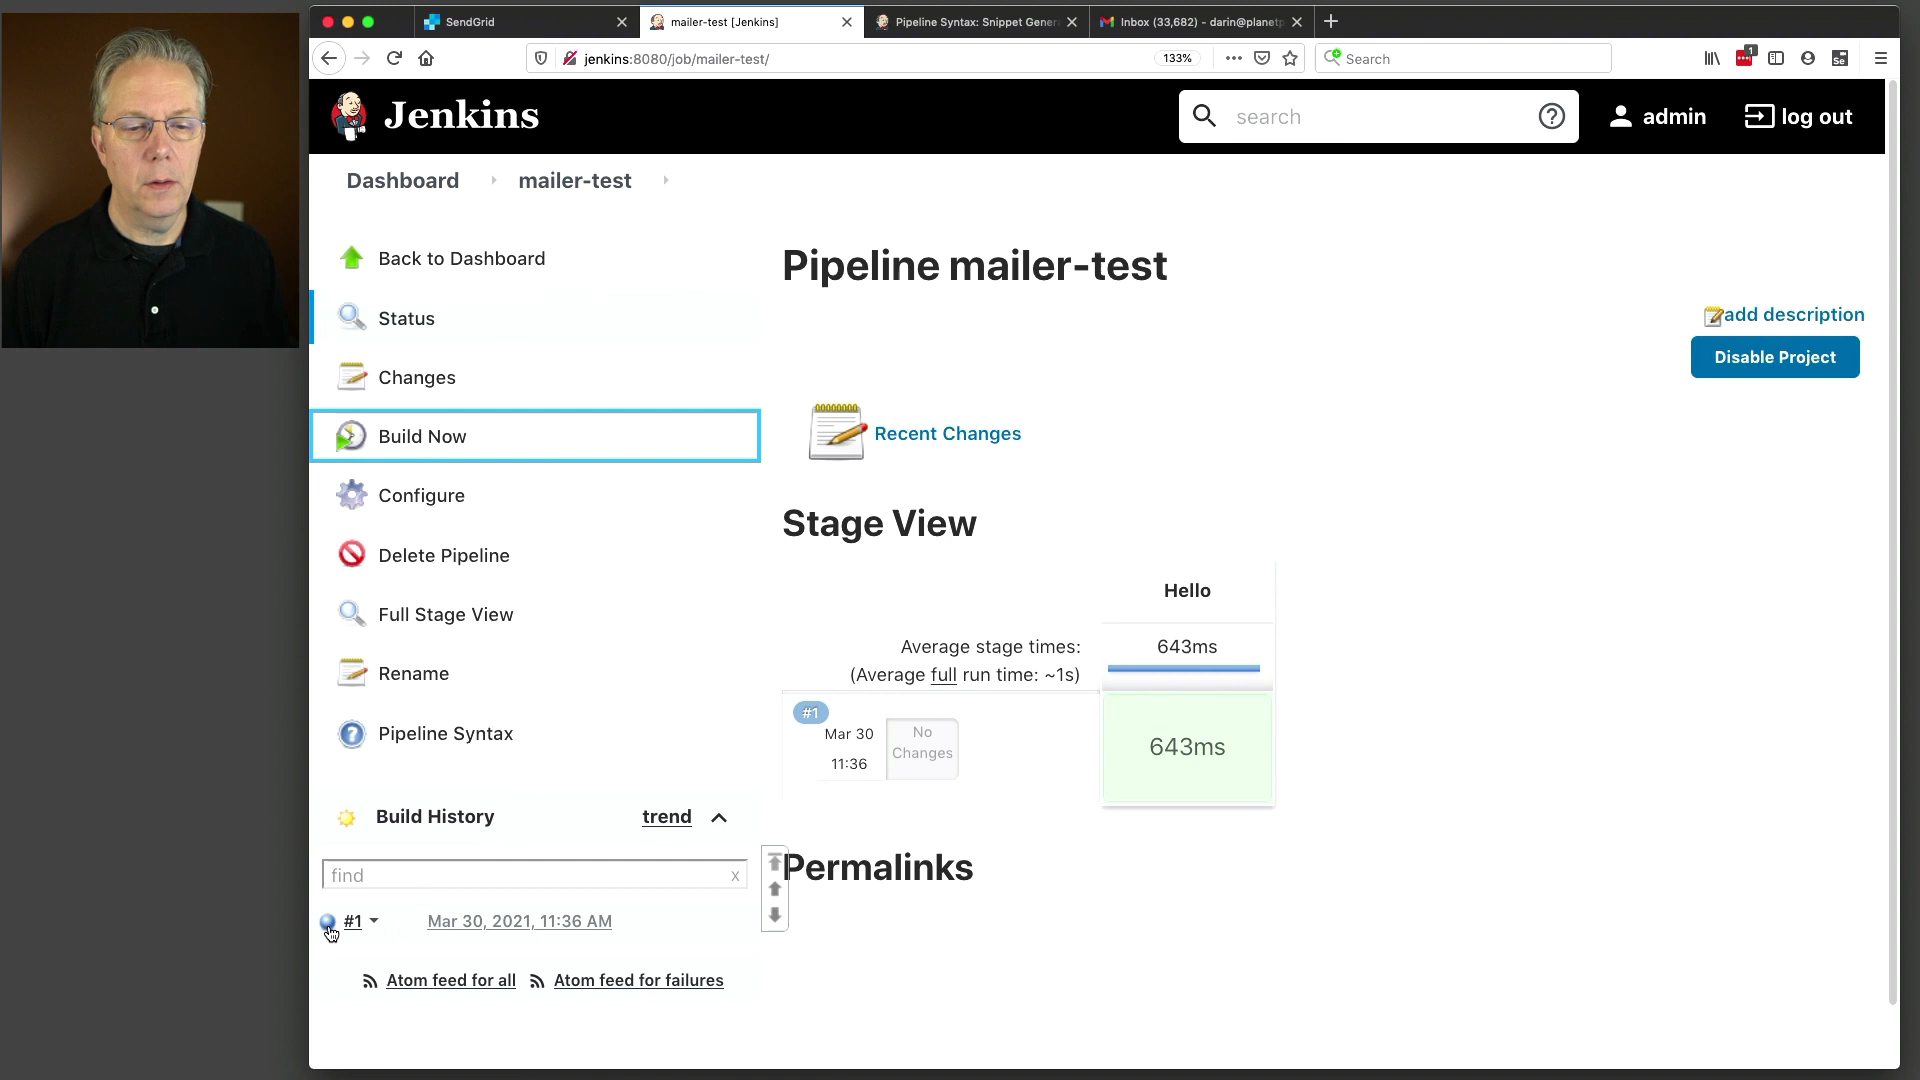 SendGrid
mailer-test [Jenkins]
Pipeline Syntax: Snippet Gener
Inbox (33,682) - darin@planetp
jenkins:8080/job/mailer-test/
133%
Search
1
Se
Jenkins
search
?
admin
log out
Dashboard
mailer-test
Back to Dashboard
Status
Changes
Build Now
Configure
Delete Pipeline
Full Stage View
Rename
Pipeline Syntax
Pipeline mailer-test
add description
Disable Project
Recent Changes
Stage View
Hello
Average stage times:
643ms
(Average full run time: ~1s)
#1
Mar 30
11:36
No
Changes
643ms
Build History
trend
find
x
#1
Mar 30, 2021, 11:36 AM
Atom feed for all
Atom feed for failures
Permalinks